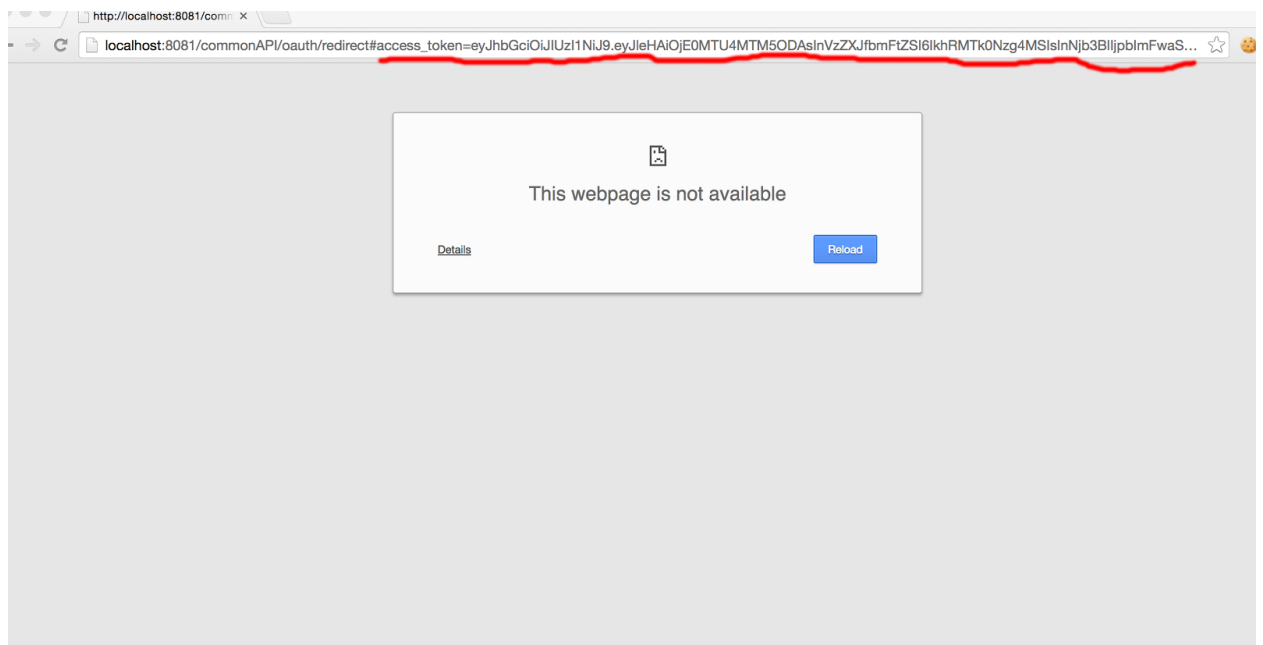 http://localhost:8081/comm
localhost:8081/commonAPI/oauth/redirect#access_token=eyJhbGciOiJIUzI1NiJ9.eyJleHAiOjE0MTU4MTM5ODAsInVzZXJfbmFtZSI6IkhRMTk0Nzg4MSIsInNjb3BlIjpbImFwaS...
This webpage is not available
Details
Reload